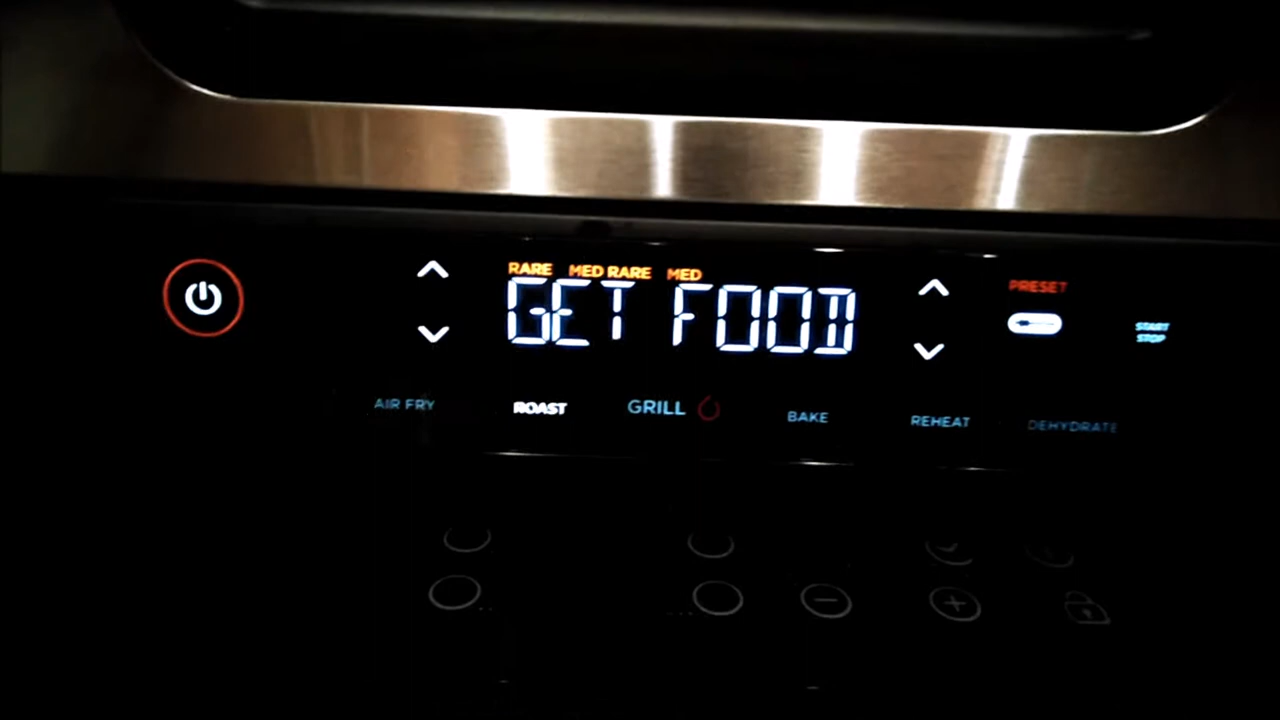 RARE MED RARE MED
GET FOOD
PRESET
START
STOP
AIR FRY ROAST GRILL BAKE REHEAT DEHYDRATE